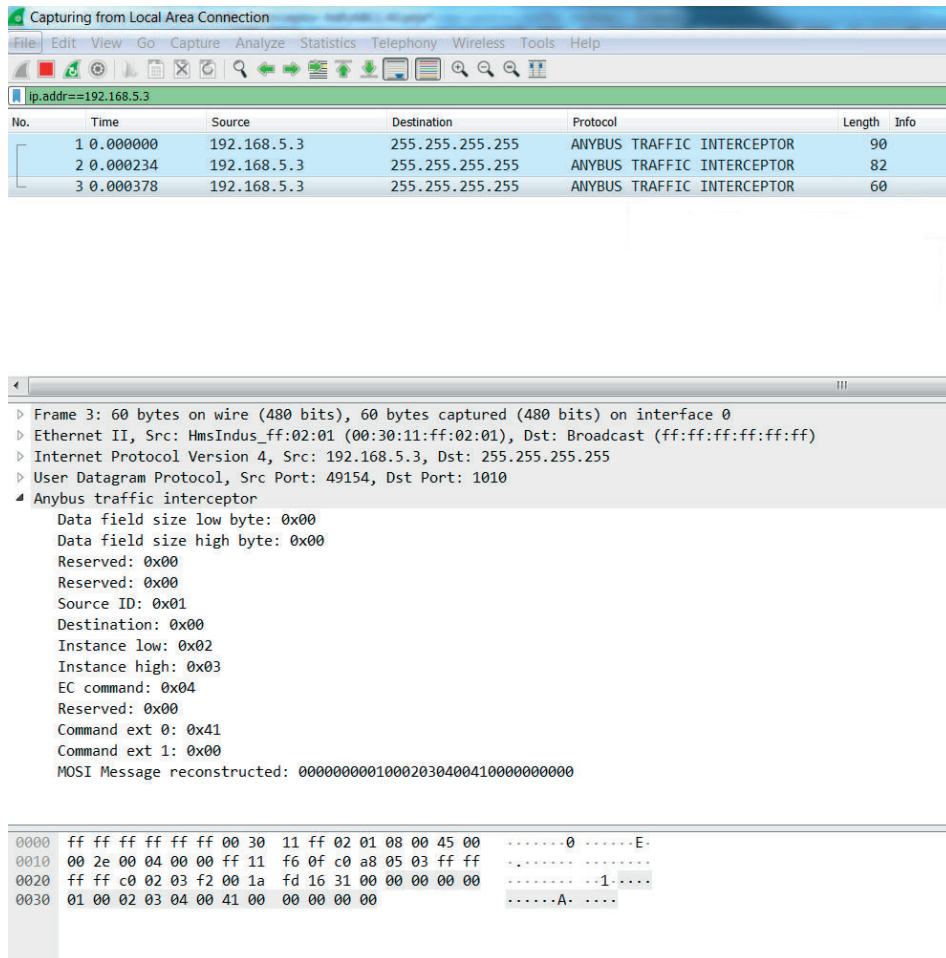 Capturing from Local Area Connection
File Edit View Go Capture Analyze Statistics Telephony Wireless Tools Help
ip.addr==192.168.5.3
No. Time Source Destination Protocol Length Info
1 0.000000 192.168.5.3 255.255.255.255 ANYBUS TRAFFIC INTERCEPTOR 90
2 0.000234 192.168.5.3 255.255.255.255 ANYBUS TRAFFIC INTERCEPTOR 82
3 0.000378 192.168.5.3 255.255.255.255 ANYBUS TRAFFIC INTERCEPTOR 60
Frame 3: 60 bytes on wire (480 bits), 60 bytes captured (480 bits) on interface 0
Ethernet II, Src: HmsIndus_ff:02:01 (00:30:11:ff:02:01), Dst: Broadcast (ff:ff:ff:ff:ff:ff)
Internet Protocol Version 4, Src: 192.168.5.3, Dst: 255.255.255.255
User Datagram Protocol, Src Port: 49154, Dst Port: 1010
Anybus traffic interceptor
Data field size low byte: 0x00
Data field size high byte: 0x00
Reserved: 0x00
Reserved: 0x00
Source ID: 0x01
Destination: 0x00
Instance low: 0x02
Instance high: 0x03
EC command: 0x04
Reserved: 0x00
Command ext 0: 0x41
Command ext 1: 0x00
MOSI Message reconstructed: 00000000010002030400410000000000
0000 ff ff ff ff ff ff 00 30 11 ff 02 01 08 00 45 00 ·······0 ······E·
0010 00 2e 00 04 00 00 ff 11 f6 0f c0 a8 05 03 ff ff ·.······ ········
0020 ff ff c0 02 03 f2 00 1a fd 16 31 00 00 00 00 00 ········ ··1·····
0030 01 00 02 03 04 00 41 00 00 00 00 00 ······A· ····